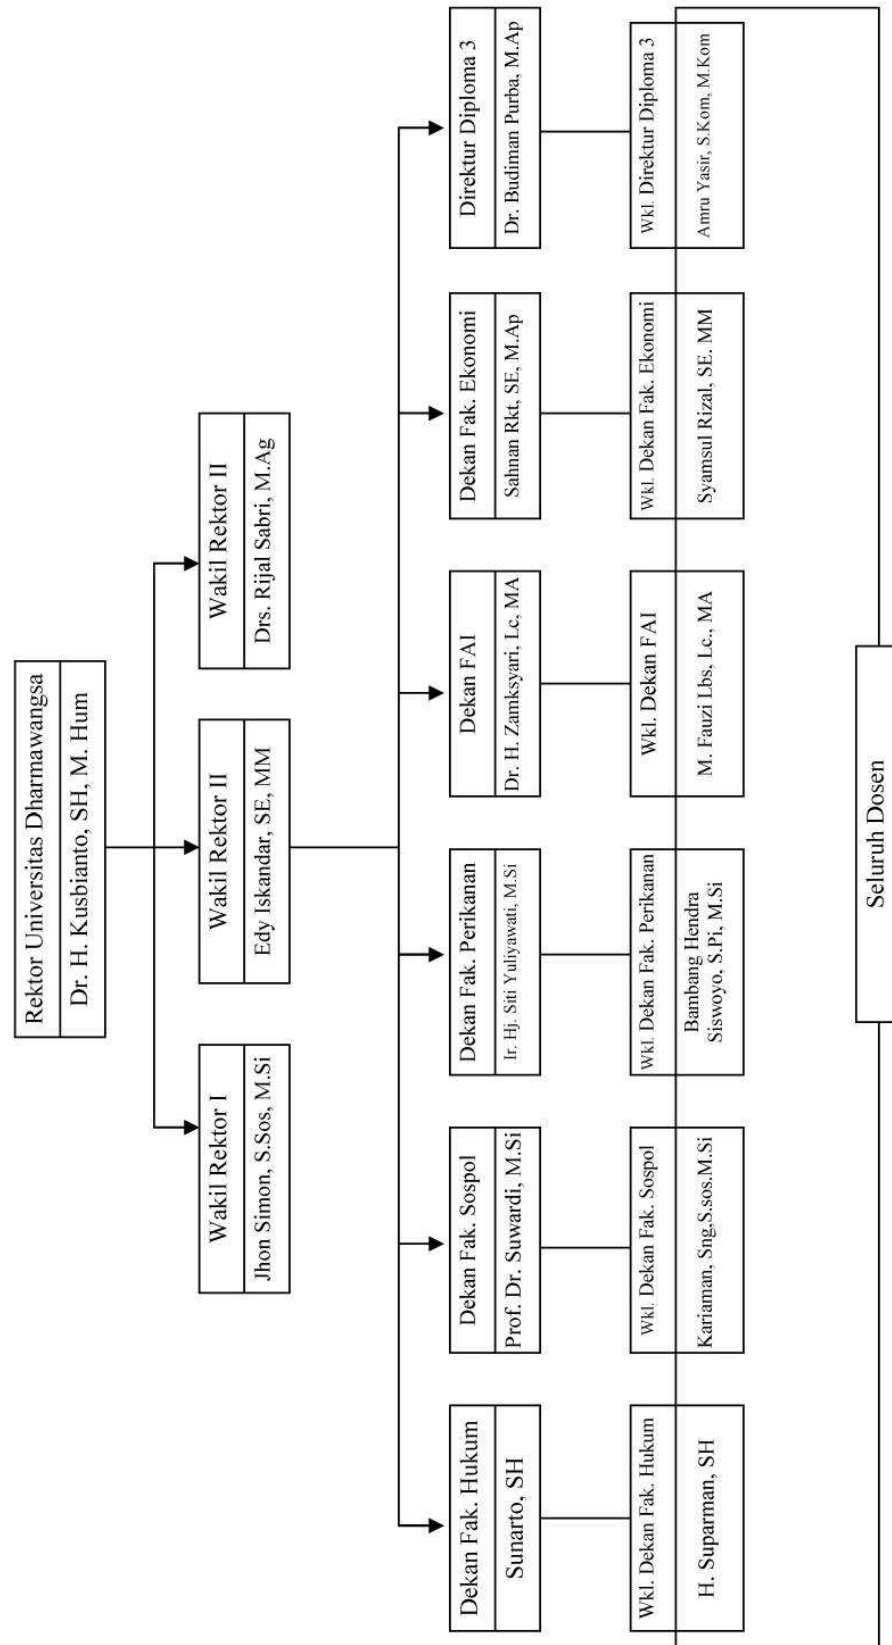 Rektor Universitas Dharmawangsa
Dr. H. Kusbianto, SH, M. Hum
Wakil Rektor I
Jhon Simon, S.Sos, M.Si
Wakil Rektor II
Edy Iskandar, SE, MM
Wakil Rektor II
Drs. Rijal Sabri, M.Ag
Dekan Fak. Hukum
Sunarto, SH
Dekan Fak. Sospol
Prof. Dr. Suwardi, M.Si
Dekan Fak. Perikanan
Ir. Hj. Siti Yuliyawati, M.Si
Dekan FAI
Dr. H. Zamksyari, Lc, MA
Dekan Fak. Ekonomi
Sahnan Rkt, SE, M.Ap
Direktur Diploma 3
Dr. Budiman Purba, M.Ap
Wkl. Dekan Fak. Hukum
H. Suparman, SH
Wkl. Dekan Fak. Sospol
Kariaman, Sng,S.sos.M.Si
Wkl. Dekan Fak. Perikanan
Bambang Hendra
Siswoyo, S.Pi, M.Si
Wkl. Dekan FAI
M. Fauzi Lbs, Lc., MA
Wkl. Dekan Fak. Ekonomi
Syamsul Rizal, SE. MM
Wkl. Direktur Diploma 3
Amru Yasir, S.Kom, M.Kom
Seluruh Dosen